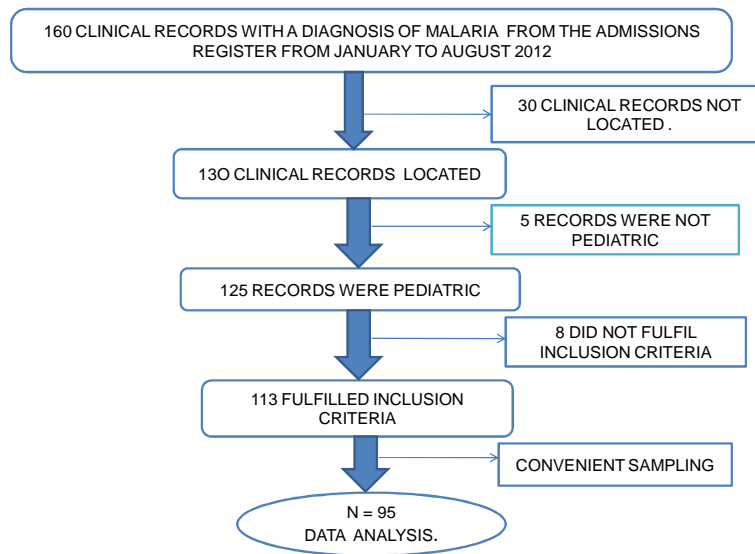 160 CLINICAL RECORDS WITH A DIAGNOSIS OF MALARIA FROM THE ADMISSIONS
REGISTER FROM JANUARY TO AUGUST 2012
30 CLINICAL RECORDS NOT
LOCATED .
13O CLINICAL RECORDS LOCATED
5 RECORDS WERE NOT
PEDIATRIC
125 RECORDS WERE PEDIATRIC
8 DID NOT FULFIL
INCLUSION CRITERIA
113 FULFILLED INCLUSION
CRITERIA
CONVENIENT SAMPLING
N = 95
DATA ANALYSIS.